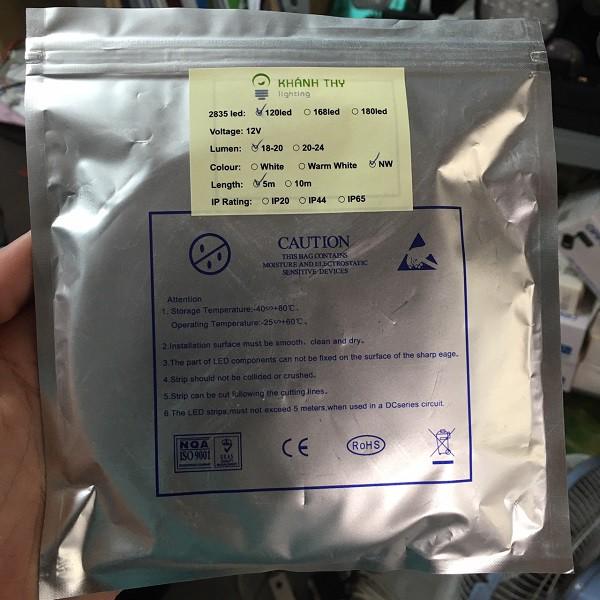 KHÁNH THY
lighting
2835 led: 120led 168led 180led
Voltage: 12V
Lumen: 18-20 20-24
Colour: White Warm White NW
Length: 5m 10m
IP Rating: IP20 IP44 IP65
CAUTION
THIS BAG CONTAINS
MOISTURE AND ELECTROSTATIC
SENSITIVE DEVICES
Attention
1. Storage Temperature:-40∽+80℃.
Operating Temperature:-25∽+60℃.
2.Installation surface must be smooth, clean and dry.
3.The part of LED components can not be fixed on the surface of the sharp eage.
4.Strip should not be collided or crushed.
5.Strip can be cut following the cutting lines.
6.The LED strips,must not exceed 5 meters,when used in a DCseries circuit.
NQA
ISO 9001
UKAS
CE
RoHS